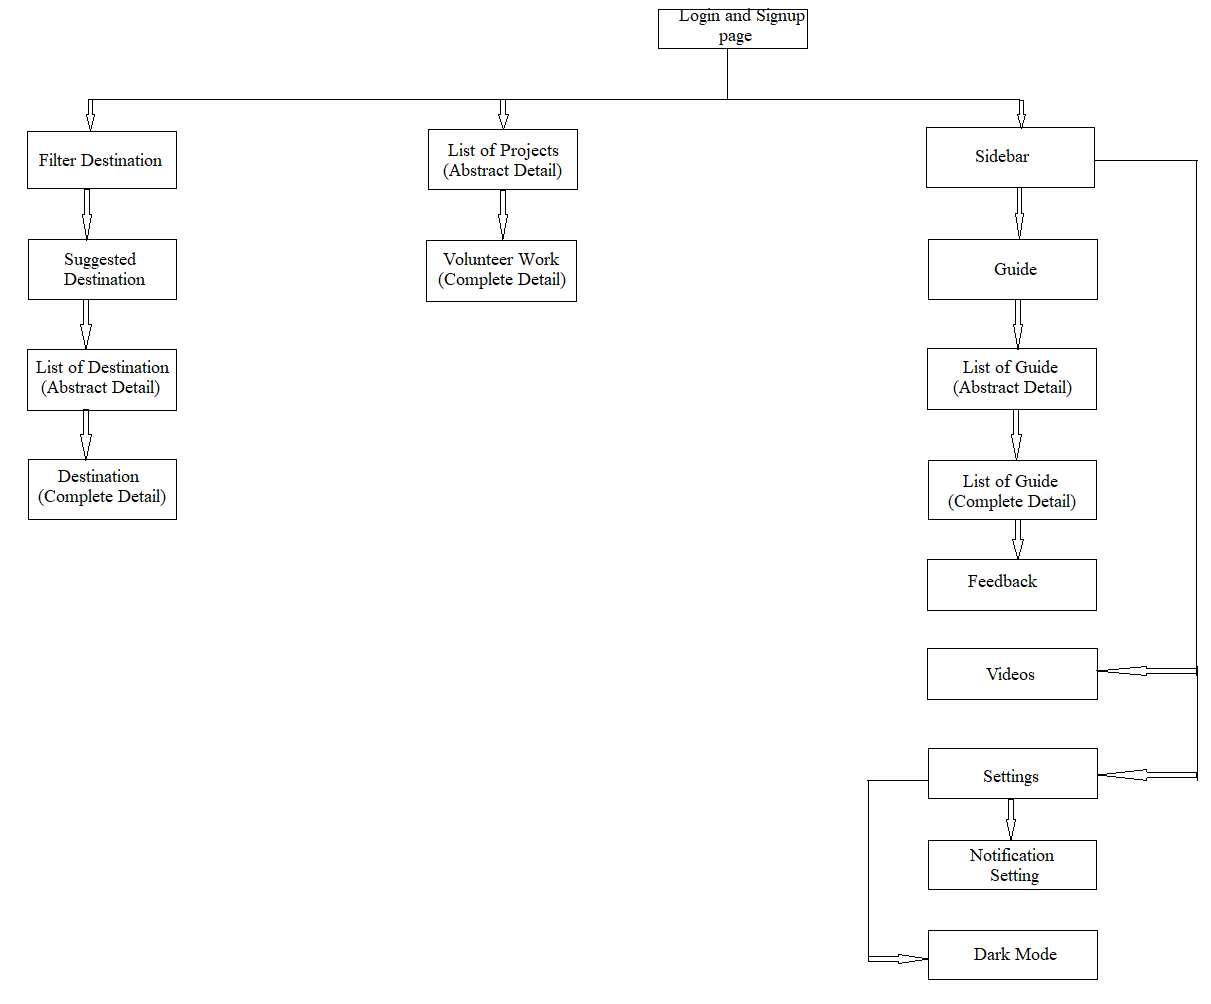 Login and Signup
page
Filter Destination
List of Projects
(Abstract Detail)
Sidebar
Suggested
Destination
Volunteer Work
(Complete Detail)
Guide
List of Destination
(Abstract Detail)
List of Guide
(Abstract Detail)
Destination
(Complete Detail)
List of Guide
(Complete Detail)
Feedback
Videos
Settings
Notification
Setting
Dark Mode